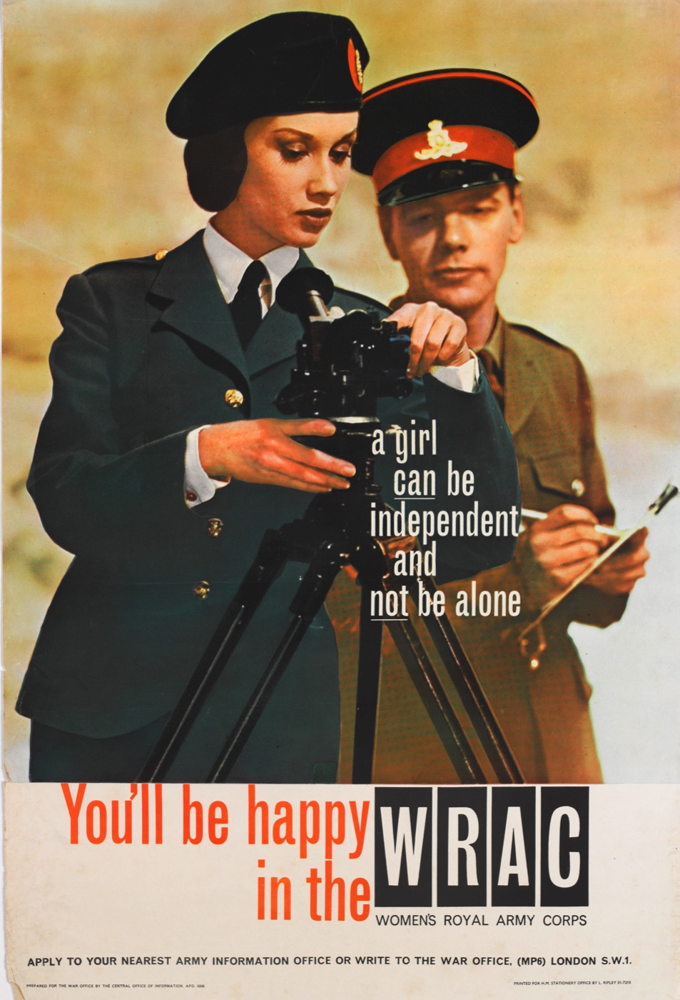 a girl
can be
independent
and
not be alone
You'll be happy
in the
WRAC
WOMEN'S ROYAL ARMY CORPS
APPLY TO YOUR NEAREST ARMY INFORMATION OFFICE OR WRITE TO THE WAR OFFICE, (MP6) LONDON S.W.1.
PREPARED FOR THE WAR OFFICE BY THE CENTRAL OFFICE OF INFORMATION.
PRINTED FOR H.M. STATIONERY OFFICE BY L. RIPLEY 51-7210